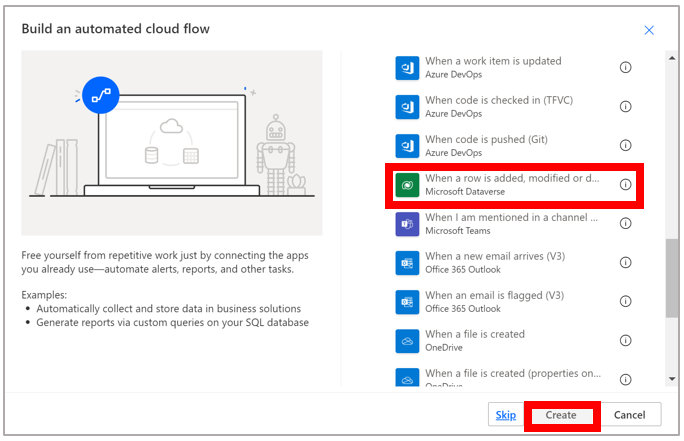 Build an automated cloud flow
Free yourself from repetitive work just by connecting the apps
you already use—automate alerts, reports, and other tasks.
Examples:
• Automatically collect and store data in business solutions
• Generate reports via custom queries on your SQL database
When a work item is updated
Azure DevOps
When code is checked in (TFVC)
Azure DevOps
When code is pushed (Git)
Azure DevOps
When a row is added, modified or d...
Microsoft Dataverse
When I am mentioned in a channel ...
Microsoft Teams
When a new email arrives (V3)
Office 365 Outlook
When an email is flagged (V3)
Office 365 Outlook
When a file is created
OneDrive
When a file is created (properties on...
OneDrive
Skip
Create
Cancel